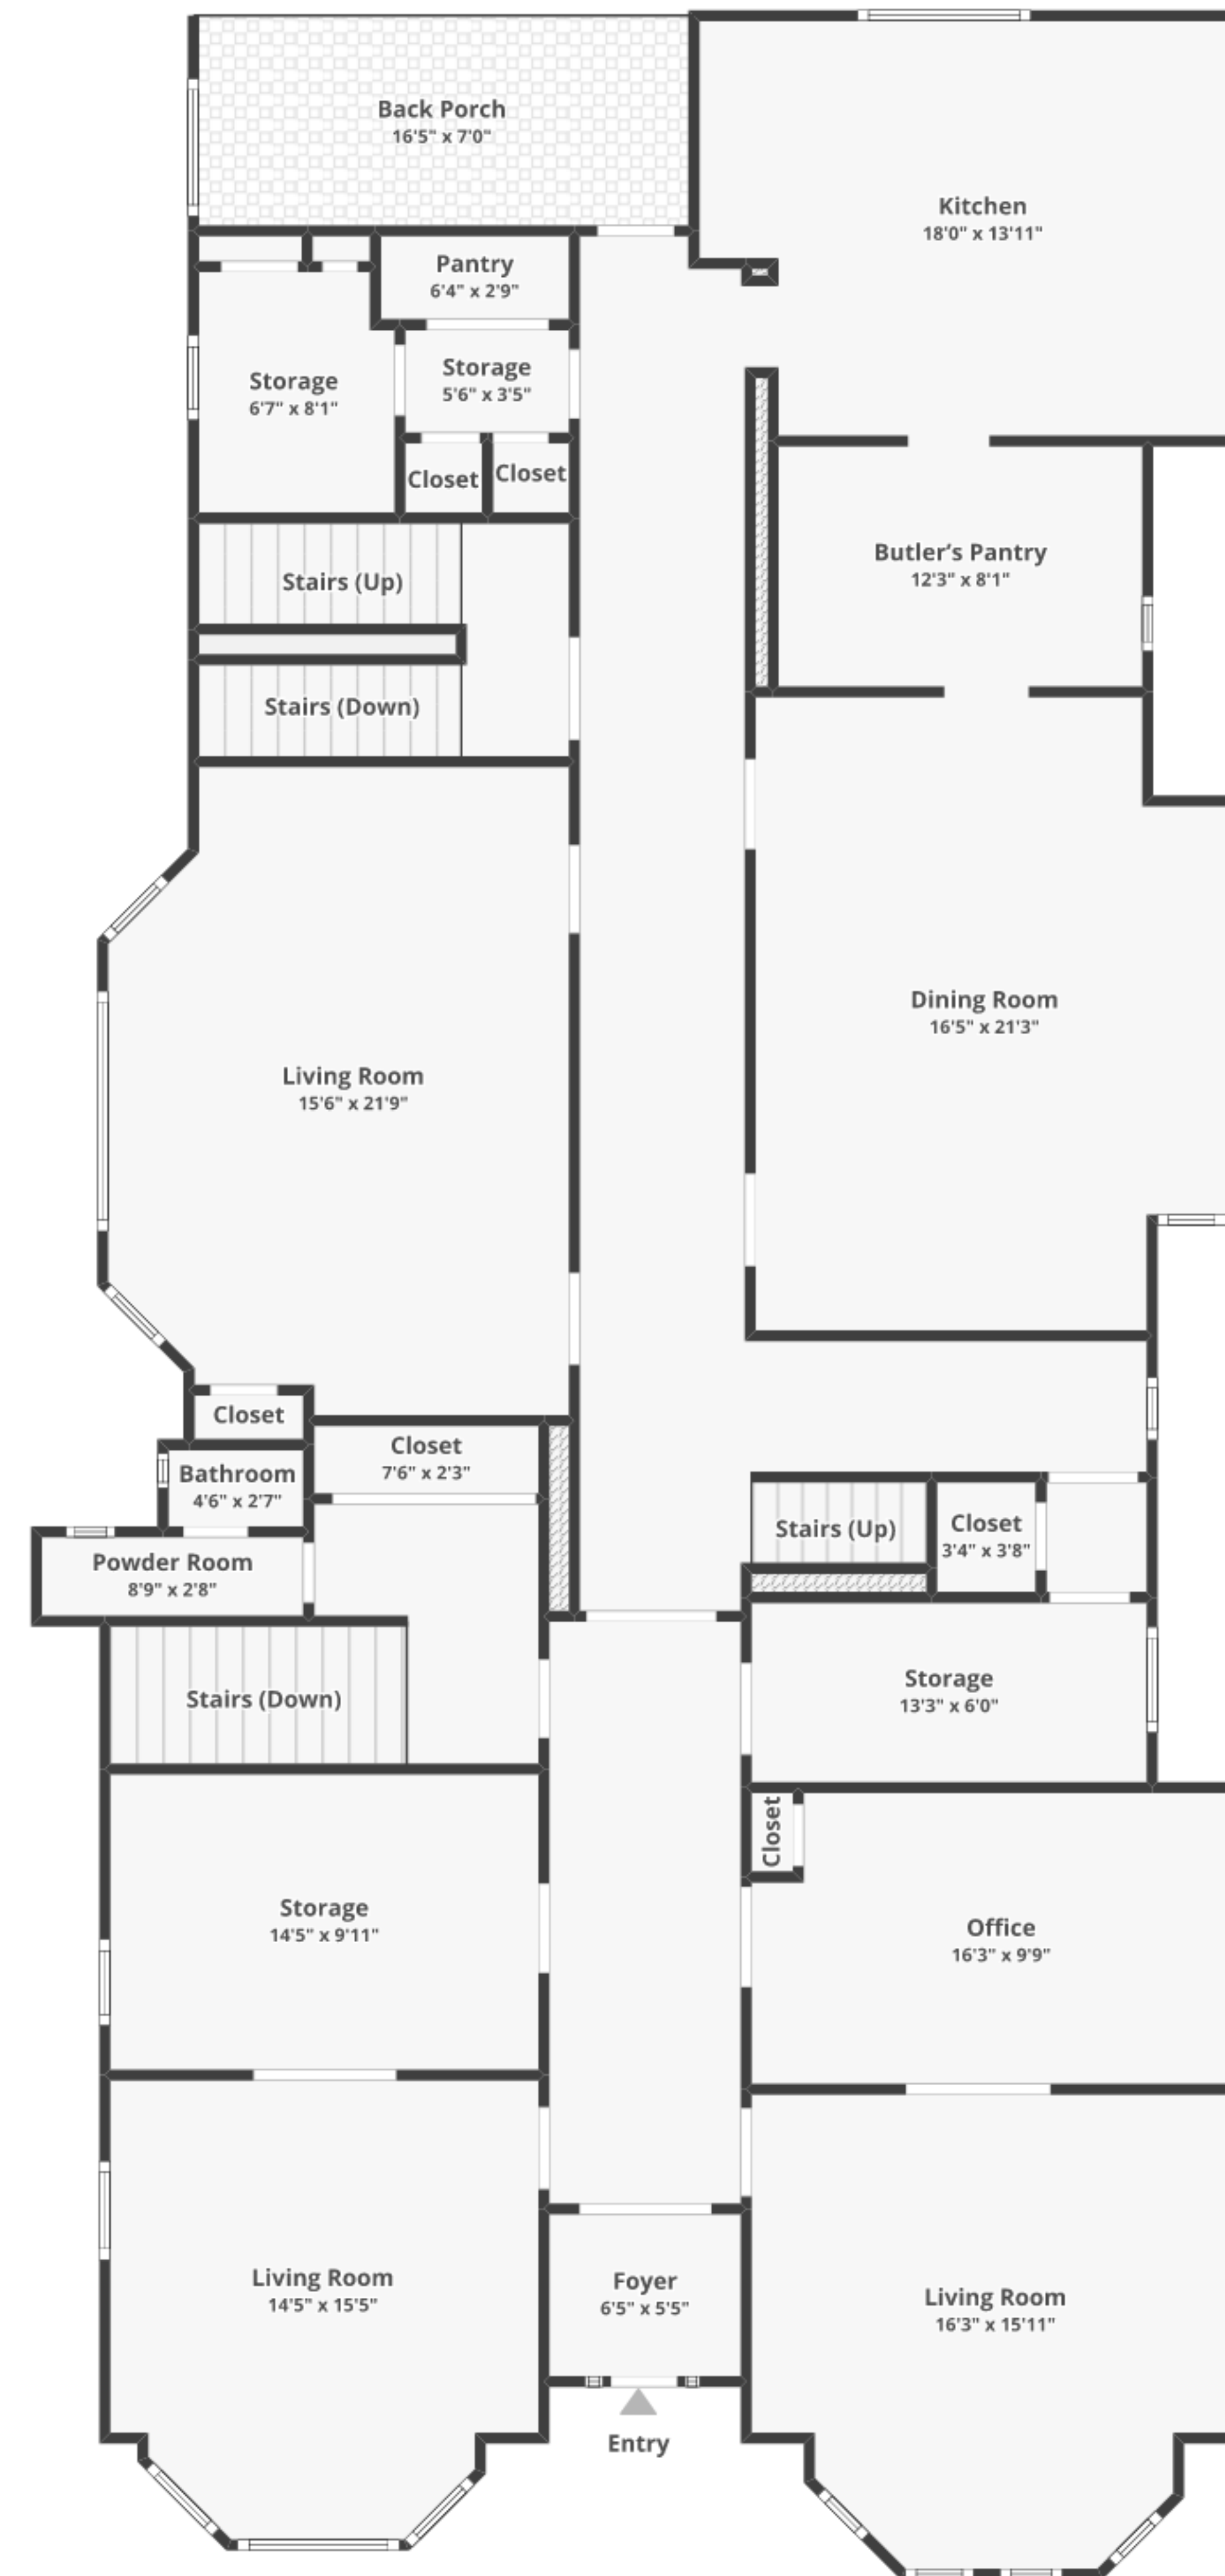 Back Porch
16'5" x 7'0"
Kitchen
18'0" x 13'11"
Pantry
6'4" x 2'9"
Storage
5'6" x 3'5"
Storage
6'7" x 8'1"
Closet
Closet
Butler’s Pantry
12'3" x 8'1"
Stairs (Up)
Stairs (Down)
Dining Room
16'5" x 21'3"
Living Room
15'6" x 21'9"
Closet
Closet
7'6" x 2'3"
Bathroom
4'6" x 2'7"
Stairs (Up)
Closet
3'4" x 3'8"
Powder Room
8'9" x 2'8"
Storage
13'3" x 6'0"
Stairs (Down)
Closet
Storage
14'5" x 9'11"
Office
16'3" x 9'9"
Living Room
14'5" x 15'5"
Foyer
6'5" x 5'5"
Living Room
16'3" x 15'11"
Entry